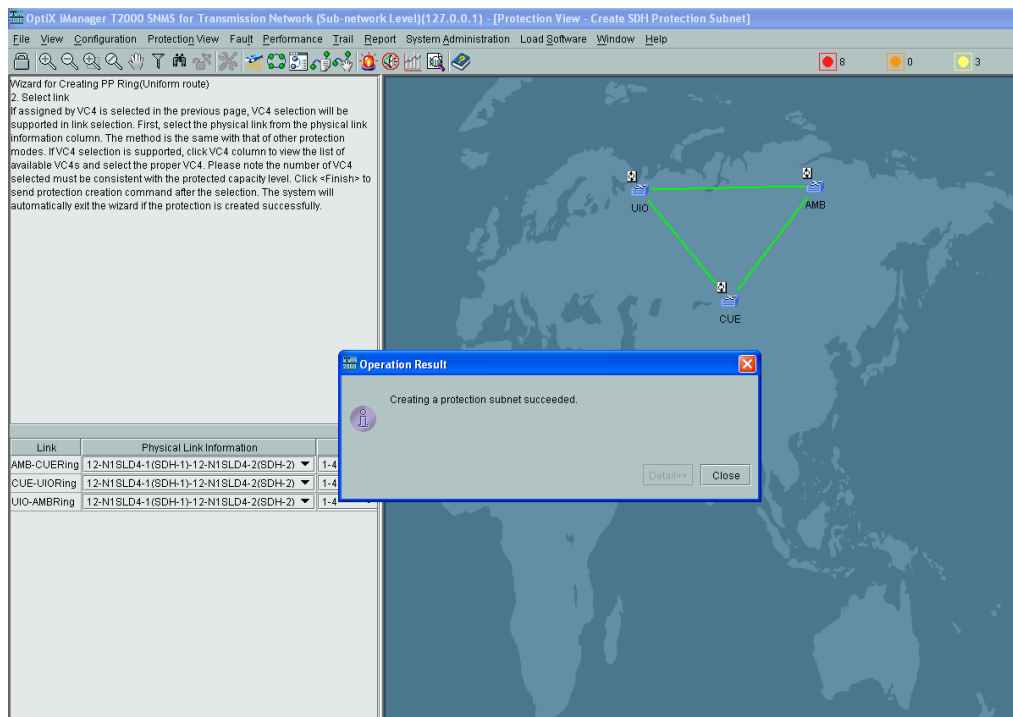 OptiX iManager T2000 SNMS for Transmission Network (Sub-network Level)(127.0.0.1) - [Protection View - Create SDH Protection Subnet]
File View Configuration Protection View Fault Performance Trail Report System Administration Load Software Window Help
8 0 3
Wizard for Creating PP Ring(Uniform route)
2. Select link
If assigned by VC4 is selected in the previous page, VC4 selection will be
supported in link selection. First, select the physical link from the physical link
information column. The method is the same with that of other protection
modes. If VC4 selection is supported, click VC4 column to view the list of
available VC4s and select the proper VC4. Please note the number of VC4
selected must be consistent with the protected capacity level. Click <Finish> to
send protection creation command after the selection. The system will
automatically exit the wizard if the protection is created successfully.
UIO
AMB
CUE
Operation Result
Creating a protection subnet succeeded.
Detail>> Close
Link Physical Link Information
AMB-CUERing 12-N1SLD4-1(SDH-1)-12-N1SLD4-2(SDH-2) 1-4
CUE-UIORing 12-N1SLD4-1(SDH-1)-12-N1SLD4-2(SDH-2) 1-4
UIO-AMBRing 12-N1SLD4-1(SDH-1)-12-N1SLD4-2(SDH-2) 1-4